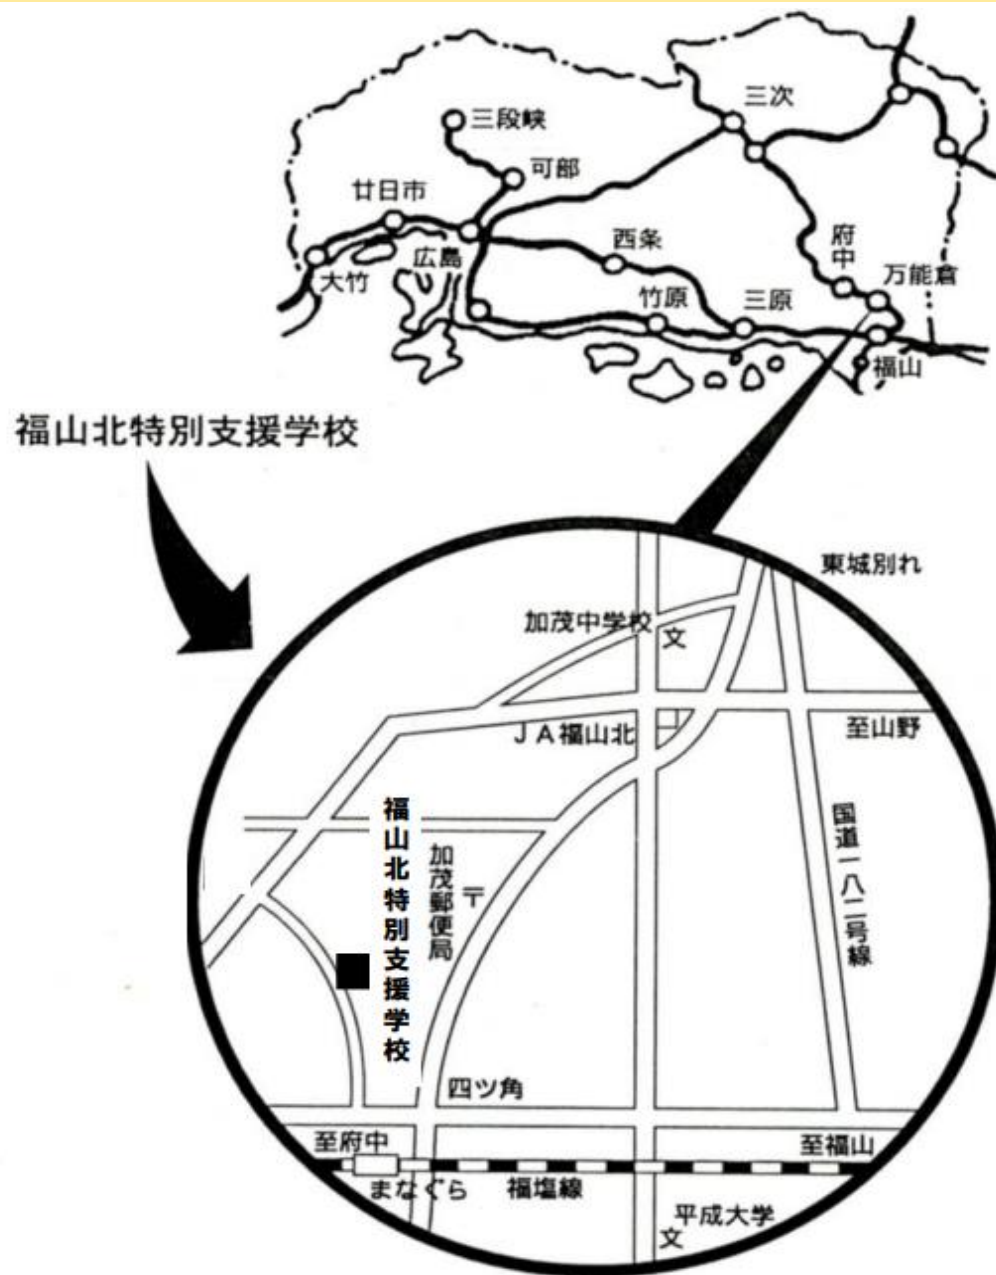 三次
三段峡
可部
廿日市
広島
西条
府中
万能倉
大竹
竹原
三原
福山
福山北特別支援学校
東城別れ
加茂中学校
文
JA福山北
至山野
福山北特別支援学校
加茂郵便局
〒
国道一八二号線
四ツ角
至府中
至福山
まなぐら
福塩線
平成大学
文